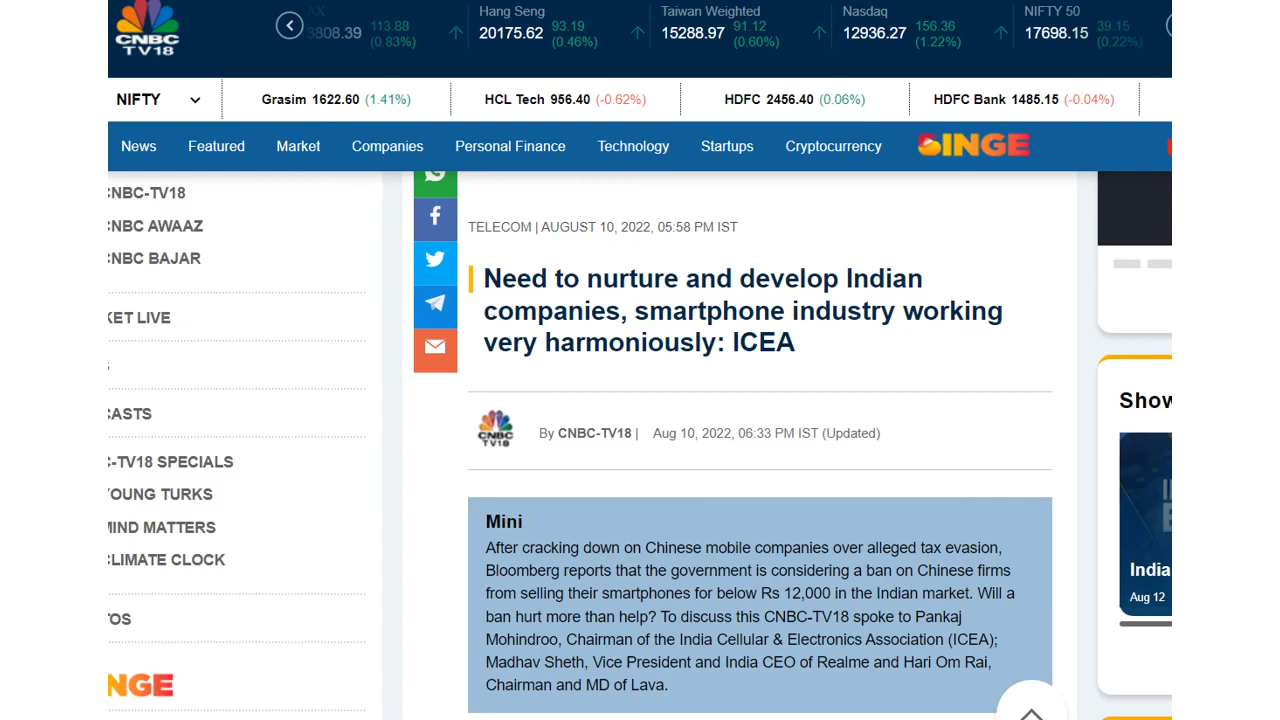 CNBC
TV18
AX
3808.39
113.88
(0.83%)
Hang Seng
20175.62
93.19
(0.46%)
Taiwan Weighted
15288.97
91.12
(0.60%)
Nasdaq
12936.27
156.36
(1.22%)
NIFTY 50
17698.15
39.15
(0.22%)
NIFTY
Grasim 1622.60 (1.41%)
HCL Tech 956.40 (-0.62%)
HDFC 2456.40 (0.06%)
HDFC Bank 1485.15 (-0.04%)
News Featured Market Companies Personal Finance Technology Startups Cryptocurrency BINGE
CNBC-TV18
CNBC AWAAZ
CNBC BAJAR
KET LIVE
S
CASTS
C-TV18 SPECIALS
YOUNG TURKS
MIND MATTERS
CLIMATE CLOCK
TOS
NGE
TELECOM | AUGUST 10, 2022, 05:58 PM IST
Need to nurture and develop Indian
companies, smartphone industry working
very harmoniously: ICEA
CNBC
TV18
By CNBC-TV18 | Aug 10, 2022, 06:33 PM IST (Updated)
Mini
After cracking down on Chinese mobile companies over alleged tax evasion,
Bloomberg reports that the government is considering a ban on Chinese firms
from selling their smartphones for below Rs 12,000 in the Indian market. Will a
ban hurt more than help? To discuss this CNBC-TV18 spoke to Pankaj
Mohindroo, Chairman of the India Cellular & Electronics Association (ICEA);
Madhav Sheth, Vice President and India CEO of Realme and Hari Om Rai,
Chairman and MD of Lava.
Show
India
Aug 12